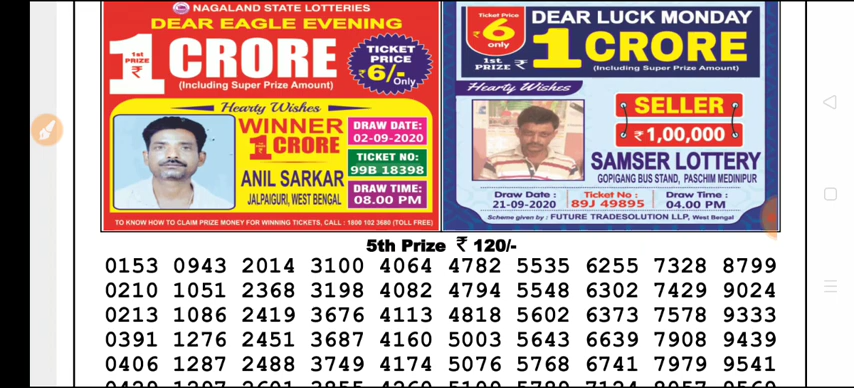 NAGALAND STATE LOTTERIES
DEAR EAGLE EVENING
1st PRIZE ₹ 1 CRORE
(Including Super Prize Amount)
TICKET PRICE ₹6/- Only
Hearty Wishes
WINNER
₹ 1 CRORE
ANIL SARKAR
JALPAIGURI, WEST BENGAL
DRAW DATE:
02-09-2020
TICKET NO:
99B 18398
DRAW TIME:
08.00 PM
TO KNOW HOW TO CLAIM PRIZE MONEY FOR WINNING TICKETS, CALL : 1800 102 3680 (TOLL FREE)
Ticket Price
₹6
only
DEAR LUCK MONDAY
1st PRIZE ₹ 1 CRORE
(Including Super Prize Amount)
Hearty Wishes
SELLER
₹1,00,000
SAMSER LOTTERY
GOPIGANG BUS STAND, PASCHIM MEDINIPUR
Draw Date : Ticket No : Draw Time :
21-09-2020 89J 49895 04.00 PM
Scheme given by : FUTURE TRADESOLUTION LLP, West Bengal
5th Prize ₹ 120/-
0153 0943 2014 3100 4064 4782 5535 6255 7328 8799
0210 1051 2368 3198 4082 4794 5548 6302 7429 9024
0213 1086 2419 3676 4113 4818 5602 6373 7578 9333
0391 1276 2451 3687 4160 5003 5643 6639 7908 9439
0406 1287 2488 3749 4174 5076 5768 6741 7979 9541